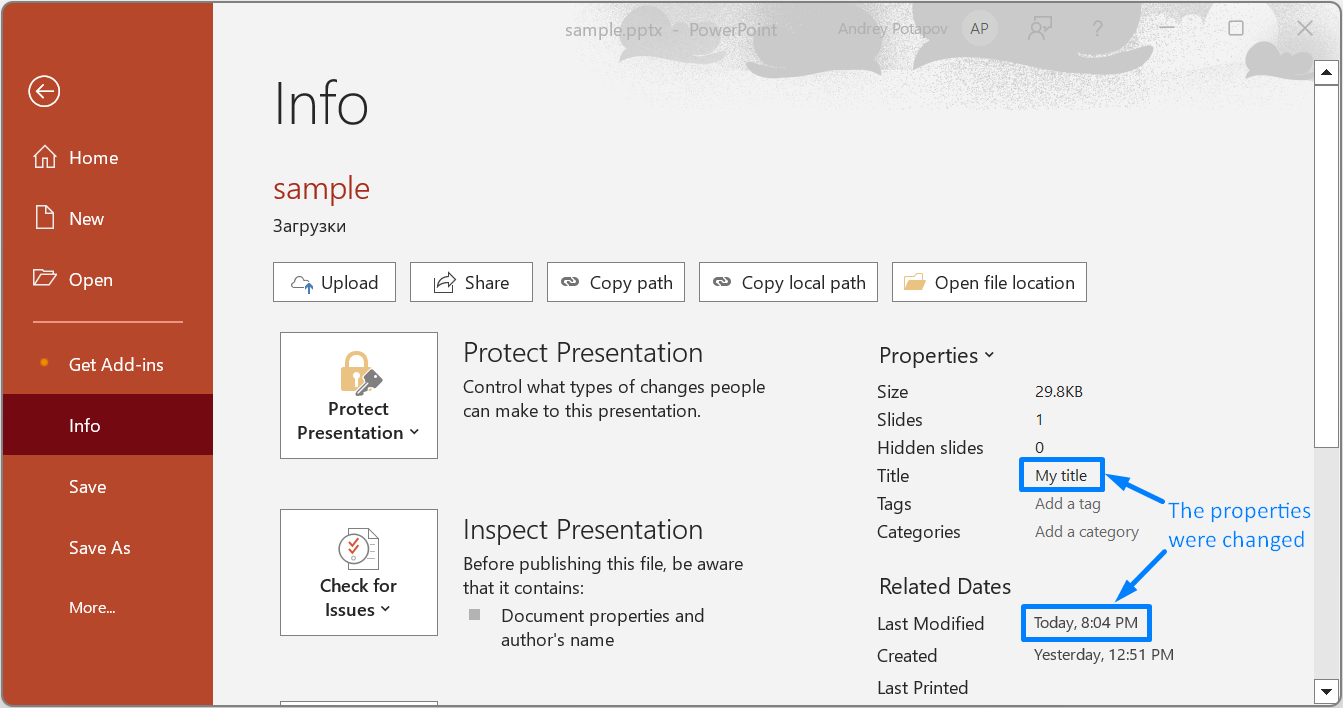 sample.pptx - PowerPoint
Andrey Potapov
AP
?
Info
Home
sample
New
Загрузки
Open
Upload
Share
Copy path
Copy local path
Open file location
Get Add-ins
Info
Save
Save As
More...
Protect
Presentation
Protect Presentation
Control what types of changes people
can make to this presentation.
Check for
Issues
Inspect Presentation
Before publishing this file, be aware
that it contains:
Document properties and
author's name
Properties
Size 29.8KB
Slides 1
Hidden slides 0
Title My title
Tags Add a tag
Categories Add a category
The properties
were changed
Related Dates
Last Modified Today, 8:04 PM
Created Yesterday, 12:51 PM
Last Printed